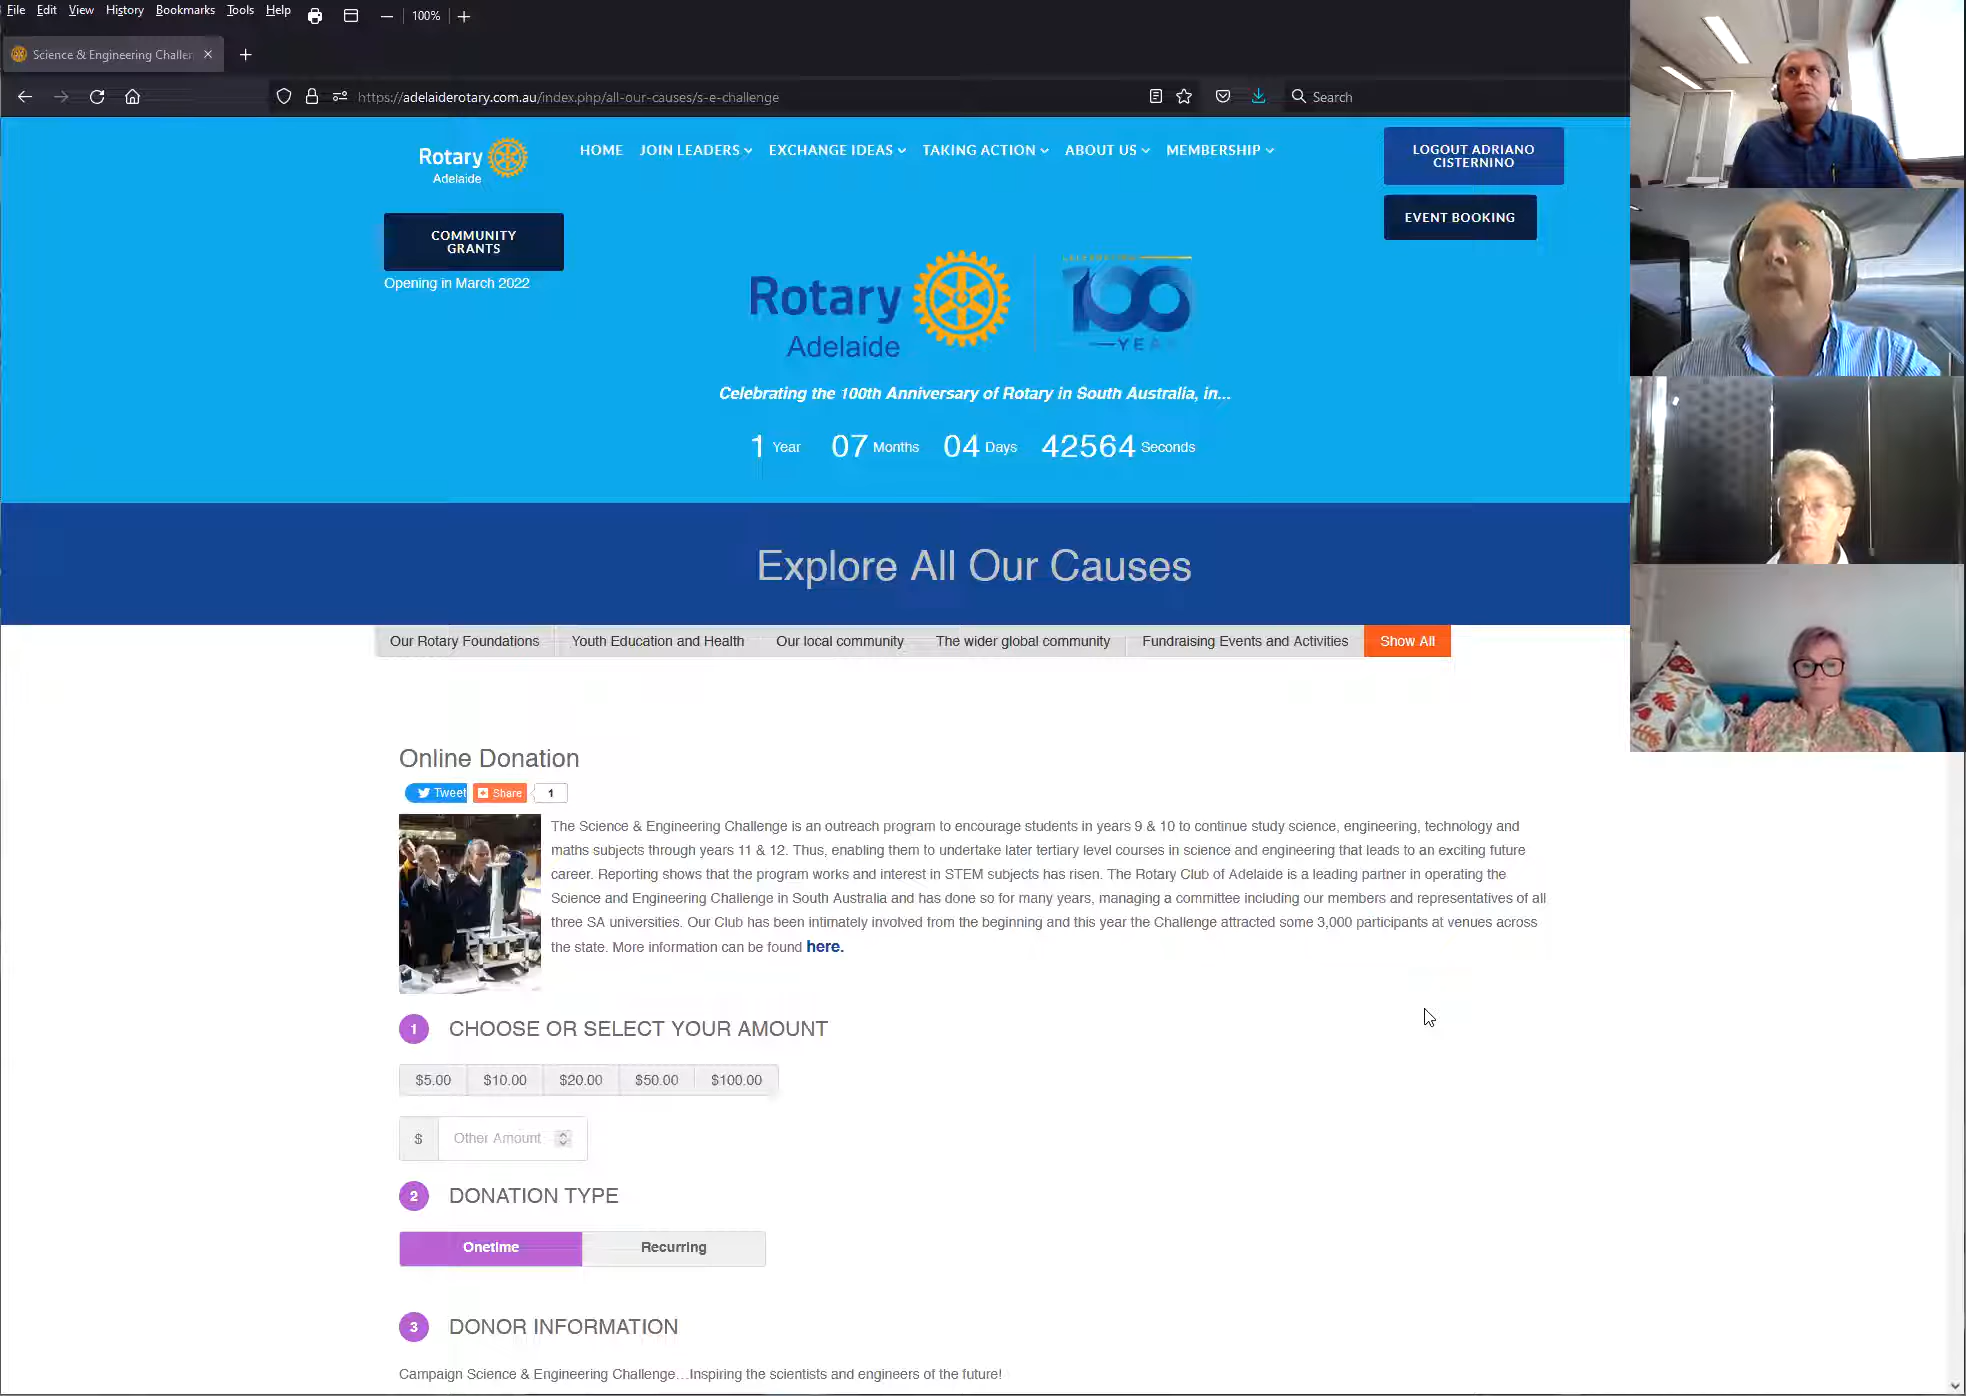 File Edit View History Bookmarks Tools Help 100%
Science & Engineering Challen
https://adelaiderotary.com.au/index.php/all-our-causes/s-e-challenge
Search
Rotary
Adelaide
HOME JOIN LEADERS EXCHANGE IDEAS TAKING ACTION ABOUT US MEMBERSHIP
LOGOUT ADRIANO
CISTERNINO
EVENT BOOKING
COMMUNITY
GRANTS
Opening in March 2022
Rotary
Adelaide
CELEBRATING
100
YEA
Celebrating the 100th Anniversary of Rotary in South Australia, in...
1 Year 07 Months 04 Days 42564 Seconds
Explore All Our Causes
Our Rotary Foundations Youth Education and Health Our local community The wider global community Fundraising Events and Activities Show All
Online Donation
Tweet Share 1
The Science & Engineering Challenge is an outreach program to encourage students in years 9 & 10 to continue study science, engineering, technology and
maths subjects through years 11 & 12. Thus, enabling them to undertake later tertiary level courses in science and engineering that leads to an exciting future
career. Reporting shows that the program works and interest in STEM subjects has risen. The Rotary Club of Adelaide is a leading partner in operating the
Science and Engineering Challenge in South Australia and has done so for many years, managing a committee including our members and representatives of all
three SA universities. Our Club has been intimately involved from the beginning and this year the Challenge attracted some 3,000 participants at venues across
the state. More information can be found here.
1 CHOOSE OR SELECT YOUR AMOUNT
$5.00 $10.00 $20.00 $50.00 $100.00
$ Other Amount
2 DONATION TYPE
Onetime Recurring
3 DONOR INFORMATION
Campaign Science & Engineering Challenge...Inspiring the scientists and engineers of the future!